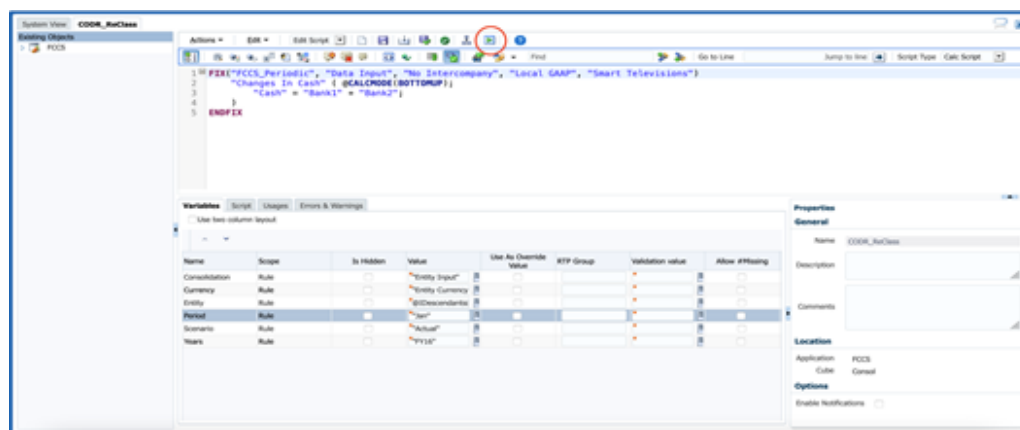 System View CODR_ReClass
Existing Objects
FCCS
Actions Edit Edit Script
Find Go to Line Jump to line Script Type Calc Script
1 FIX("FCCS_Periodic", "Data Input", "No Intercompany", "Local GAAP", "Smart Televisions")
2 "Changes In Cash" ( @CALCMODE(BOTTOMUP);
3 "Cash" = "Bank1" = "Bank2";
4 )
5 ENDFIX
Variables Script Usages Errors & Warnings
Use two column layout
Name Scope Is Hidden Value Use As Override Value RTP Group Validation value Allow #Missing
Consolidation Rule "Entity Input"
Currency Rule "Entity Currency
Entity Rule @IDescendants(
Period Rule "Jan"
Scenario Rule "Actual"
Years Rule "FY16"
Properties
General
Name CODR_ReClass
Description
Comments
Location
Application FCCS
Cube Consol
Options
Enable Notifications